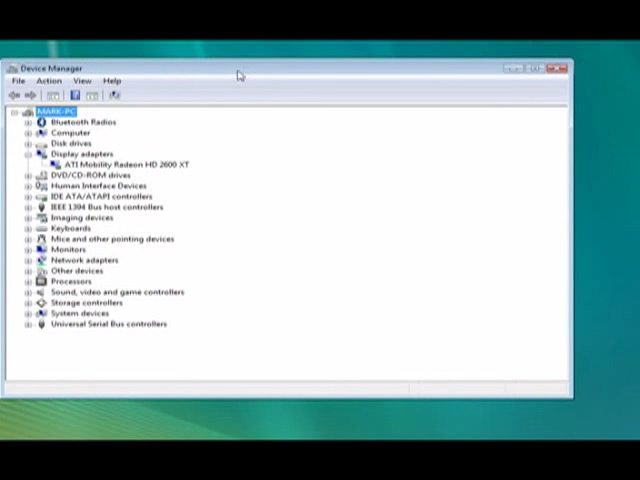 Device Manager
File Action View Help
MARK-PC
Bluetooth Radios
Computer
Disk drives
Display adapters
ATI Mobility Radeon HD 2600 XT
DVD/CD-ROM drives
Human Interface Devices
IDE ATA/ATAPI controllers
IEEE 1394 Bus host controllers
Imaging devices
Keyboards
Mice and other pointing devices
Monitors
Network adapters
Other devices
Processors
Sound, video and game controllers
Storage controllers
System devices
Universal Serial Bus controllers